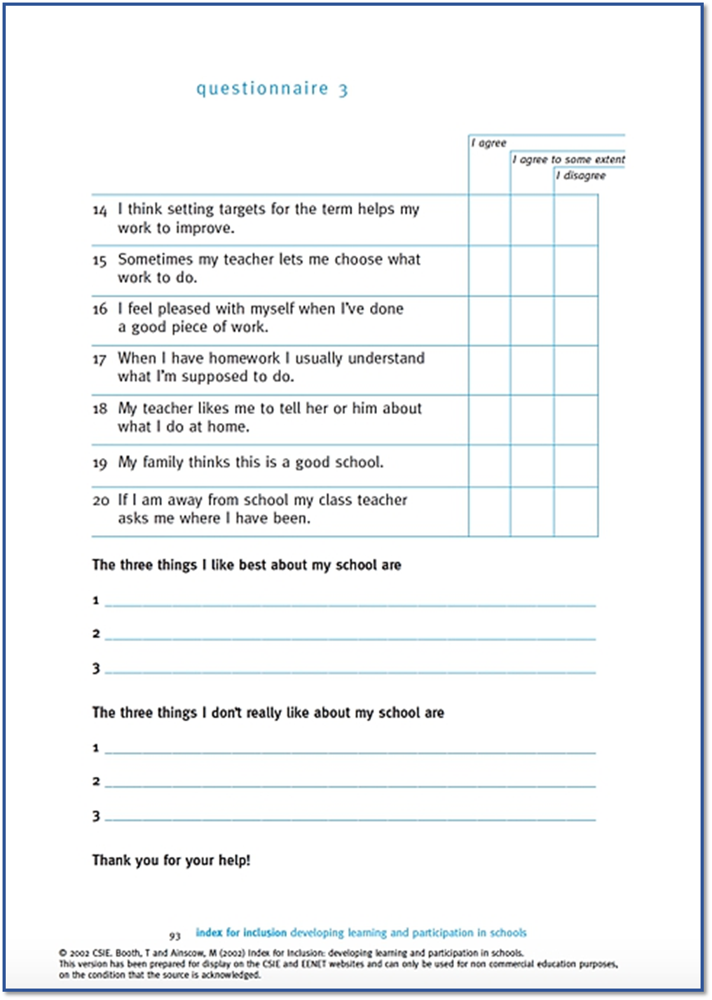 questionnaire 3
I agree
I agree to some extent
I disagree
14 I think setting targets for the term helps my
work to improve.
15 Sometimes my teacher lets me choose what
work to do.
16 I feel pleased with myself when I've done
a good piece of work.
17 When I have homework I usually understand
what I'm supposed to do.
18 My teacher likes me to tell her or him about
what I do at home.
19 My family thinks this is a good school.
20 If I am away from school my class teacher
asks me where I have been.
The three things I like best about my school are
1
2
3
The three things I don't really like about my school are
1
2
3
Thank you for your help!
93 index for inclusion developing learning and participation in schools
© 2002 CSIE. Booth, T and Ainscow, M (2002) Index for Inclusion: developing learning and participation in schools.
This version has been prepared for display on the CSIE and EENET websites and can only be used for non commercial education purposes,
on the condition that the source is acknowledged.